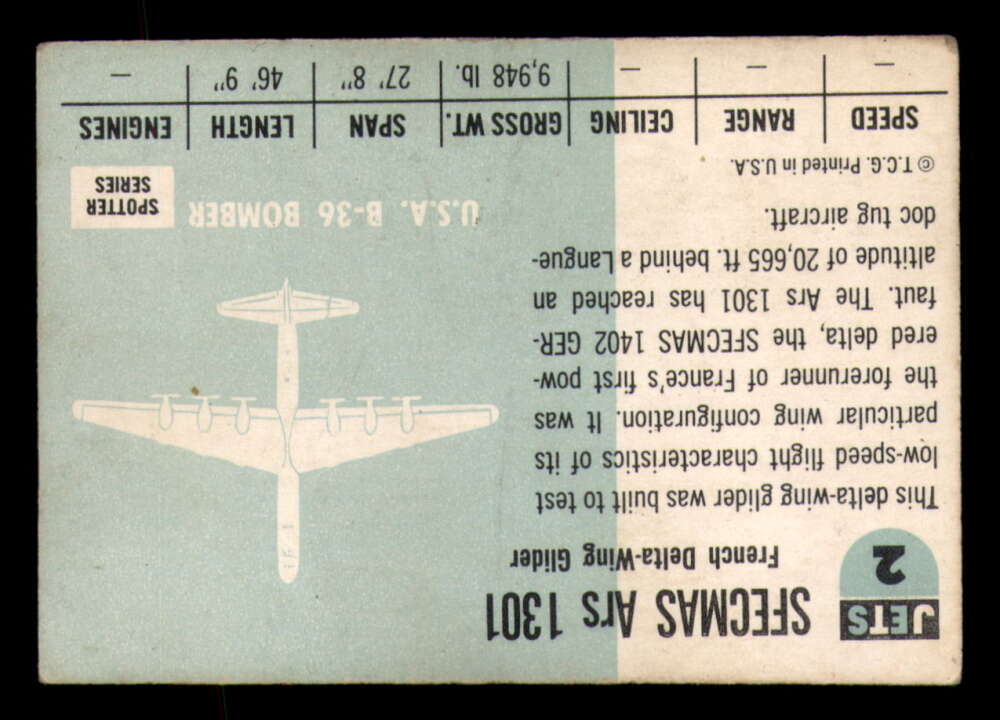 JETS
2
SFECMAS Ars 1301
French Delta-Wing Glider
This delta-wing glider was built to test
low-speed flight characteristics of its
particular wing configuration. It was
the forerunner of France's first pow-
ered delta, the SFECMAS 1402 GER-
faut. The Ars 1301 has reached an
altitude of 20,665 ft. behind a Langue-
doc tug aircraft.
© T.C.G. Printed in U.S.A.
U.S.A. B-36 BOMBER
SPOTTER
SERIES
SPEED RANGE CEILING GROSS WT. SPAN LENGTH ENGINES
— — — 9,948 lb. 27' 8" 46' 9" —